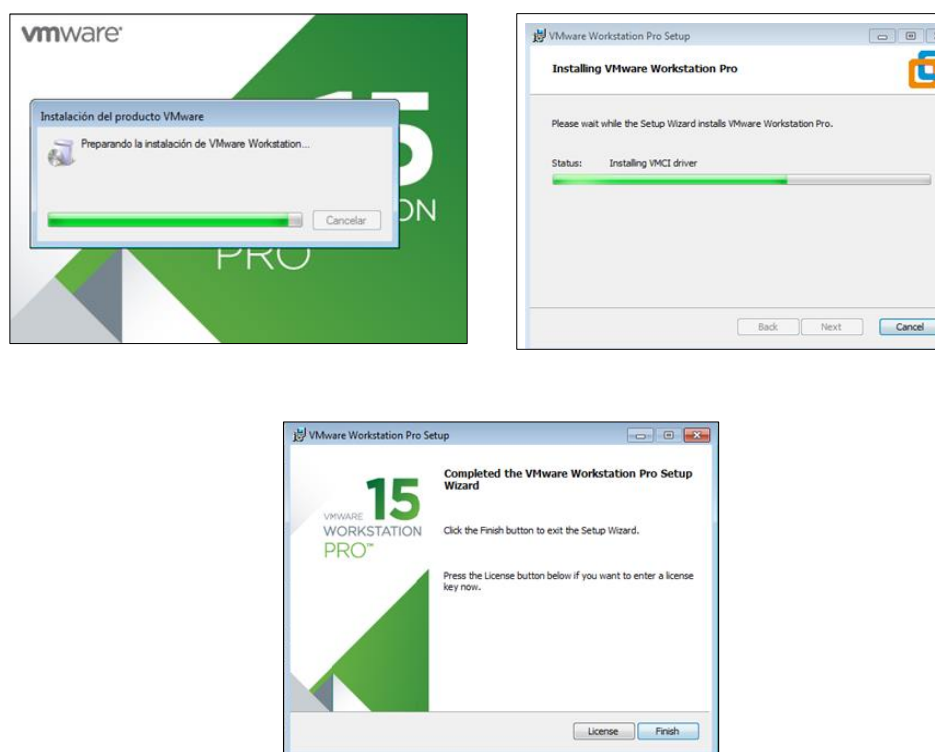 vmware®
Instalación del producto VMware
Preparando la instalación de VMware Workstation...
Cancelar
15
PRO
VMware Workstation Pro Setup
Installing VMware Workstation Pro
Please wait while the Setup Wizard installs VMware Workstation Pro.
Status: Installing VMCI driver
Back Next Cancel
VMware Workstation Pro Setup
15
VMWARE
WORKSTATION
PRO™
Completed the VMware Workstation Pro Setup
Wizard
Click the Finish button to exit the Setup Wizard.
Press the License button below if you want to enter a license
key now.
License Finish